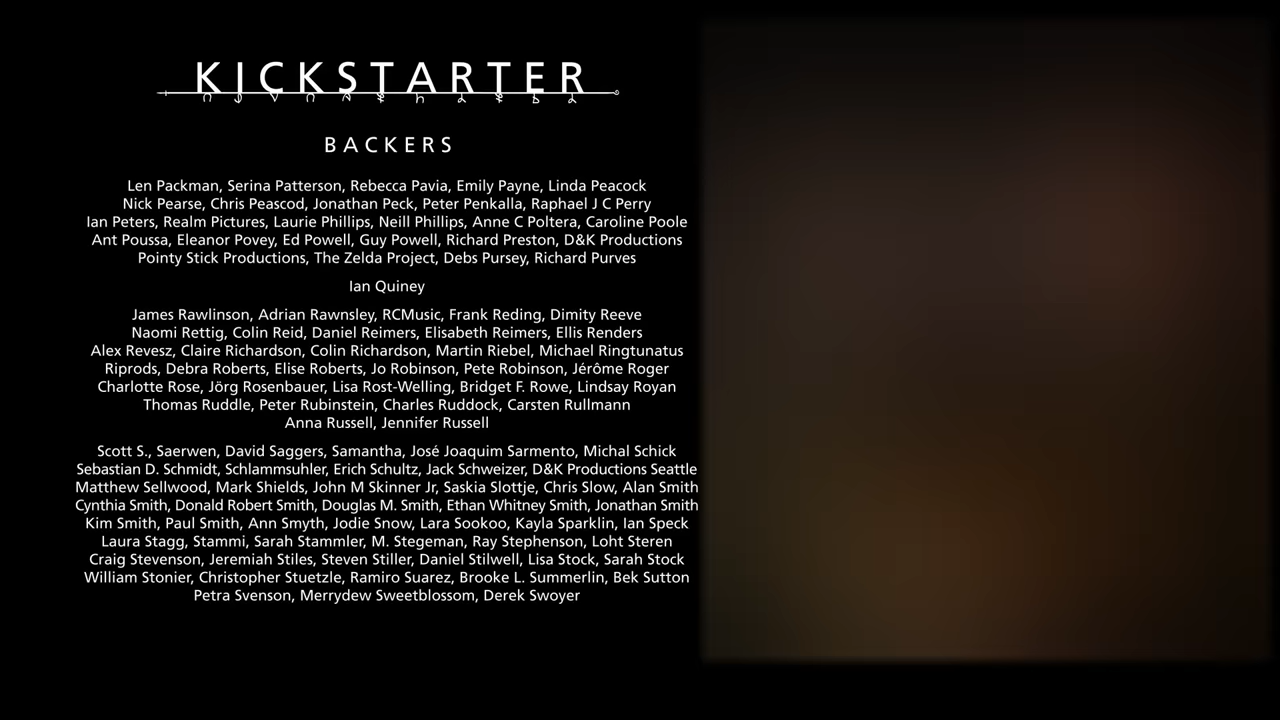 KICKSTARTER
BACKERS
Len Packman, Serina Patterson, Rebecca Pavia, Emily Payne, Linda Peacock
Nick Pearse, Chris Peascod, Jonathan Peck, Peter Penkalla, Raphael J C Perry
Ian Peters, Realm Pictures, Laurie Phillips, Neill Phillips, Anne C Poltera, Caroline Poole
Ant Poussa, Eleanor Povey, Ed Powell, Guy Powell, Richard Preston, D&K Productions
Pointy Stick Productions, The Zelda Project, Debs Pursey, Richard Purves
Ian Quiney
James Rawlinson, Adrian Rawnsley, RCMusic, Frank Reding, Dimity Reeve
Naomi Rettig, Colin Reid, Daniel Reimers, Elisabeth Reimers, Ellis Renders
Alex Revesz, Claire Richardson, Colin Richardson, Martin Riebel, Michael Ringtunatus
Riprods, Debra Roberts, Elise Roberts, Jo Robinson, Pete Robinson, Jérôme Roger
Charlotte Rose, Jörg Rosenbauer, Lisa Rost-Welling, Bridget F. Rowe, Lindsay Royan
Thomas Ruddle, Peter Rubinstein, Charles Ruddock, Carsten Rullmann
Anna Russell, Jennifer Russell
Scott S., Saerwen, David Saggers, Samantha, José Joaquim Sarmento, Michal Schick
Sebastian D. Schmidt, Schlammsuhler, Erich Schultz, Jack Schweizer, D&K Productions Seattle
Matthew Sellwood, Mark Shields, John M Skinner Jr, Saskia Slottje, Chris Slow, Alan Smith
Cynthia Smith, Donald Robert Smith, Douglas M. Smith, Ethan Whitney Smith, Jonathan Smith
Kim Smith, Paul Smith, Ann Smyth, Jodie Snow, Lara Sookoo, Kayla Sparklin, Ian Speck
Laura Stagg, Stammi, Sarah Stammler, M. Stegeman, Ray Stephenson, Loht Steren
Craig Stevenson, Jeremiah Stiles, Steven Stiller, Daniel Stilwell, Lisa Stock, Sarah Stock
William Stonier, Christopher Stuetzle, Ramiro Suarez, Brooke L. Summerlin, Bek Sutton
Petra Svenson, Merrydew Sweetblossom, Derek Swoyer